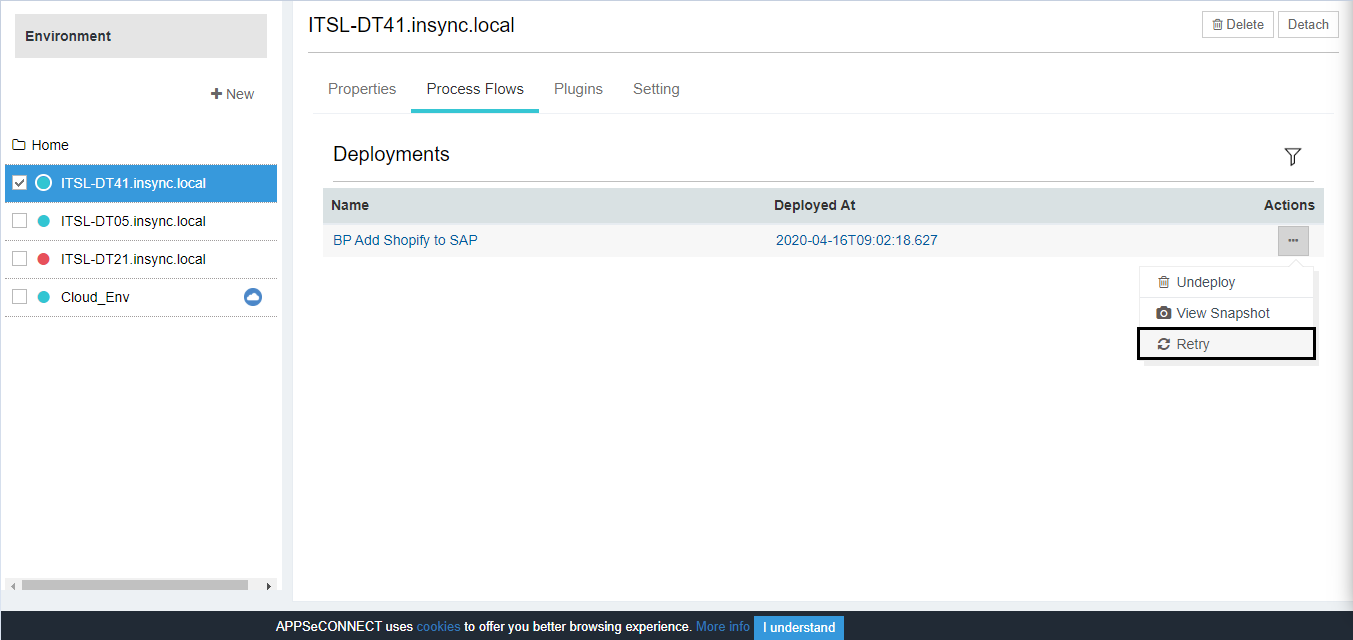 Environment
New
Home
ITSL-DT41.insync.local
ITSL-DT05.insync.local
ITSL-DT21.insync.local
Cloud_Env
ITSL-DT41.insync.local
Delete
Detach
Properties Process Flows Plugins Setting
Deployments
Name Deployed At Actions
BP Add Shopify to SAP 2020-04-16T09:02:18.627
Undeploy
View Snapshot
Retry
APPSeCONNECT uses cookies to offer you better browsing experience. More info I understand